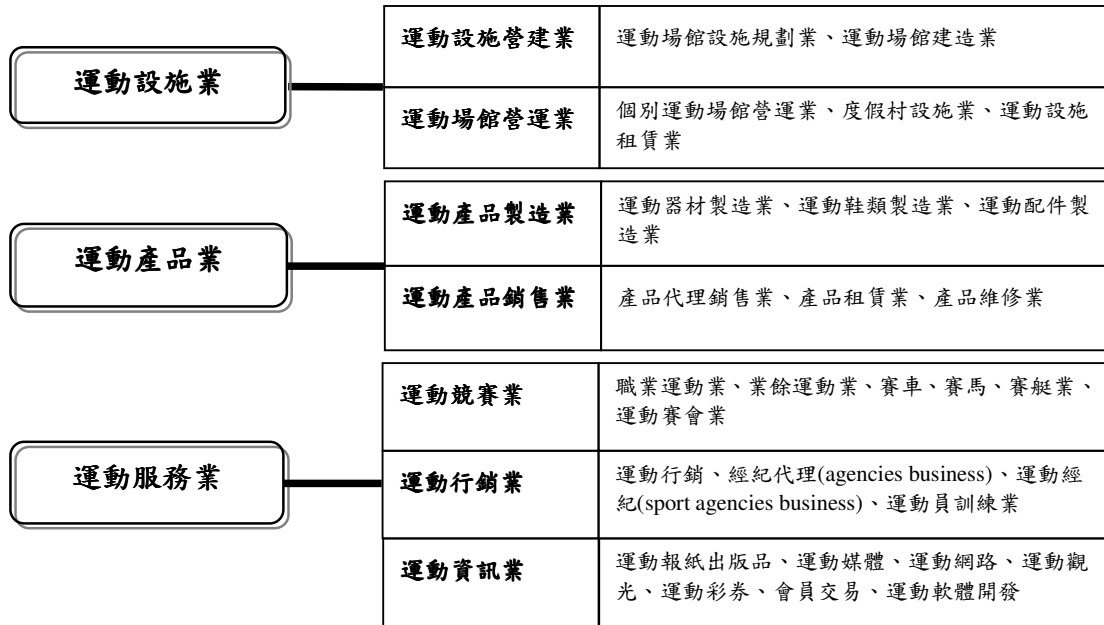 運動設施業
運動設施營建業
運動場館設施規劃業、運動場館建造業
運動場館營運業
個別運動場館營運業、度假村設施業、運動設施
租賃業
運動產品業
運動產品製造業
運動器材製造業、運動鞋類製造業、運動配件製
造業
運動產品銷售業
產品代理銷售業、產品租賃業、產品維修業
運動服務業
運動競賽業
職業運動業、業餘運動業、賽車、賽馬、賽艇業、
運動賽會業
運動行銷業
運動行銷、經紀代理(agencies business)、運動經
紀(sport agencies business)、運動員訓練業
運動資訊業
運動報紙出版品、運動媒體、運動網路、運動觀
光、運動彩券、會員交易、運動軟體開發